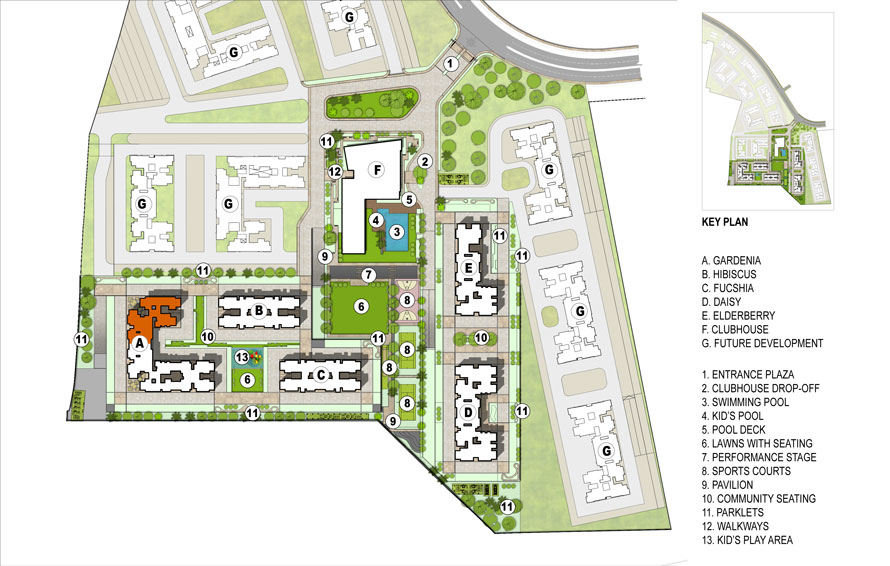 G
G
1
11
F
2
12
G
G
G
5
4
3
E
11
9
11
11
7
6
8
B
G
11
A
10
11
10
13
8
C
8
6
8
D
11
11
9
G
11
KEY PLAN
A. GARDENIA
B. HIBISCUS
C. FUCSHIA
D. DAISY
E. ELDERBERRY
F. CLUBHOUSE
G. FUTURE DEVELOPMENT
1. ENTRANCE PLAZA
2. CLUBHOUSE DROP-OFF
3. SWIMMING POOL
4. KID'S POOL
5. POOL DECK
6. LAWNS WITH SEATING
7. PERFORMANCE STAGE
8. SPORTS COURTS
9. PAVILION
10. COMMUNITY SEATING
11. PARKLETS
12. WALKWAYS
13. KID'S PLAY AREA